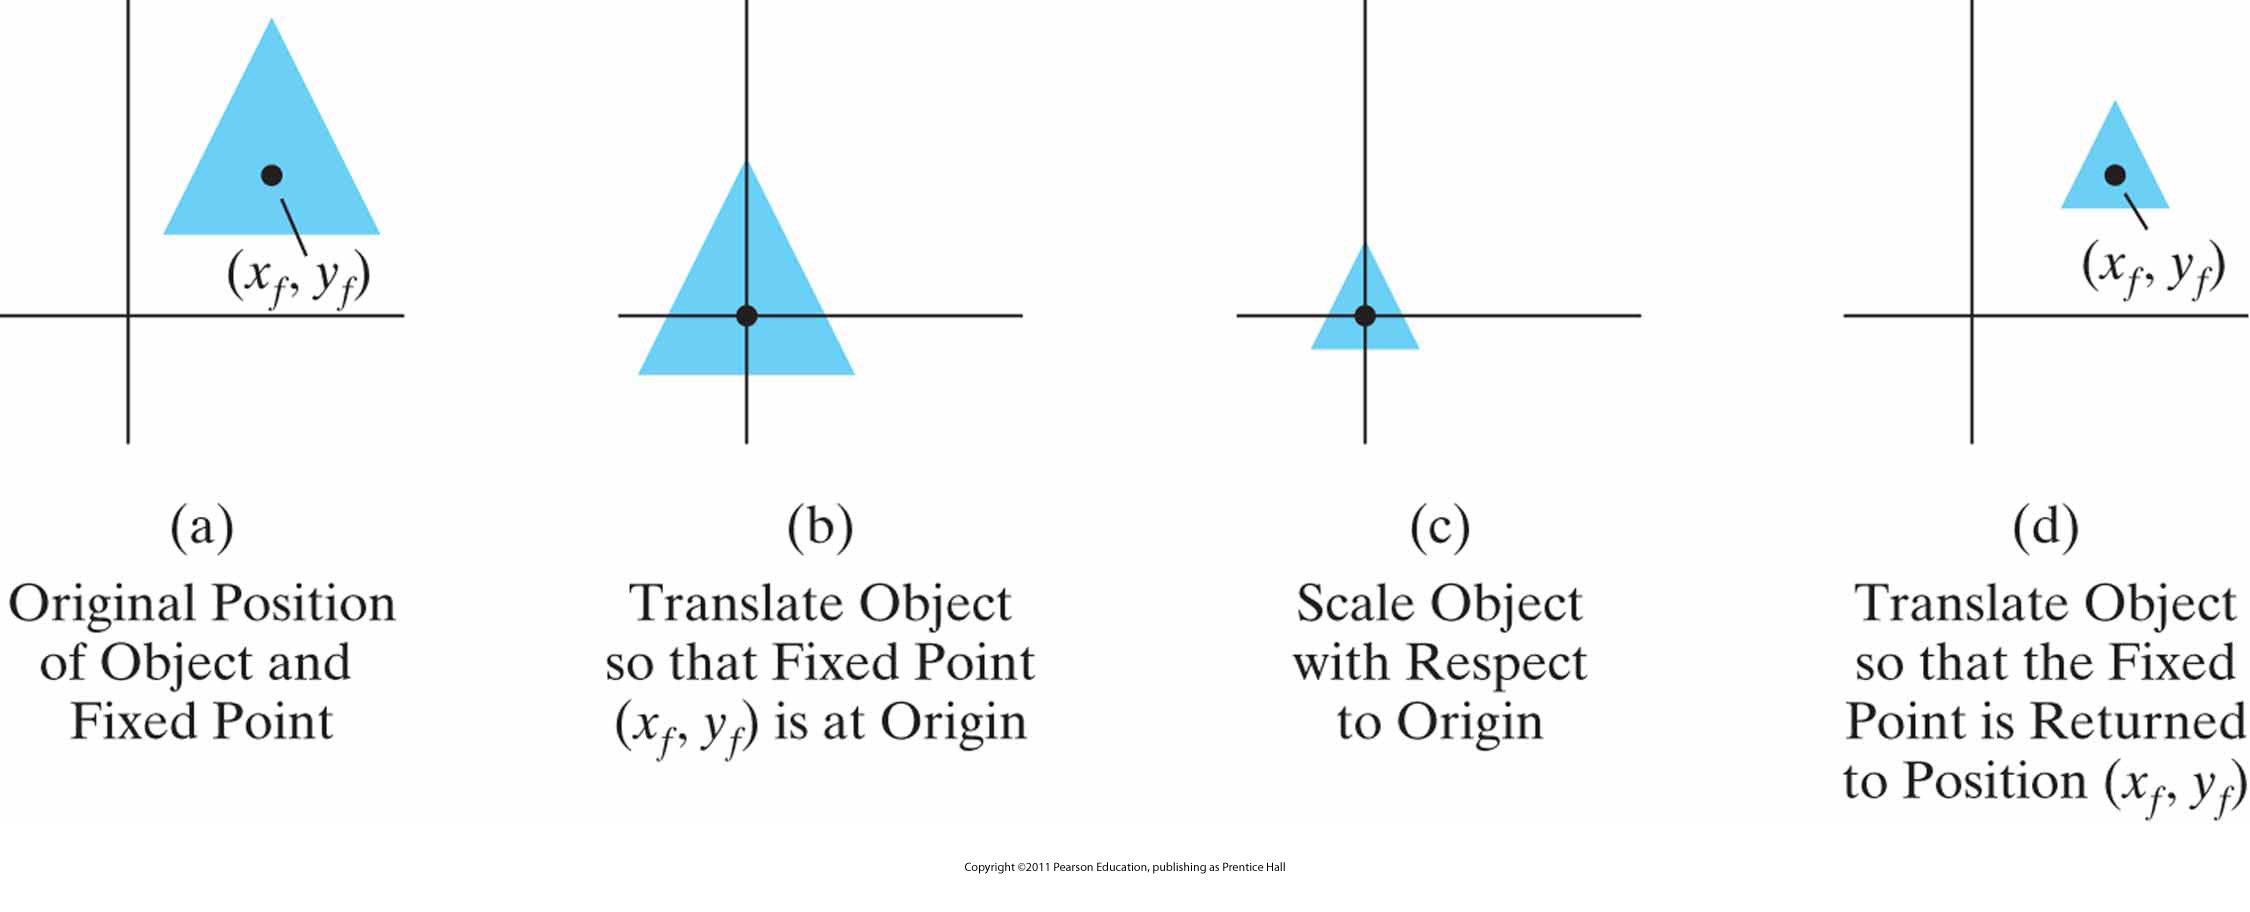 (x_f, y_f)
(x_f, y_f)
(a)
Original Position
of Object and
Fixed Point
(b)
Translate Object
so that Fixed Point
(x_f, y_f) is at Origin
(c)
Scale Object
with Respect
to Origin
(d)
Translate Object
so that the Fixed
Point is Returned
to Position (x_f, y_f)
Copyright ©2011 Pearson Education, publishing as Prentice Hall